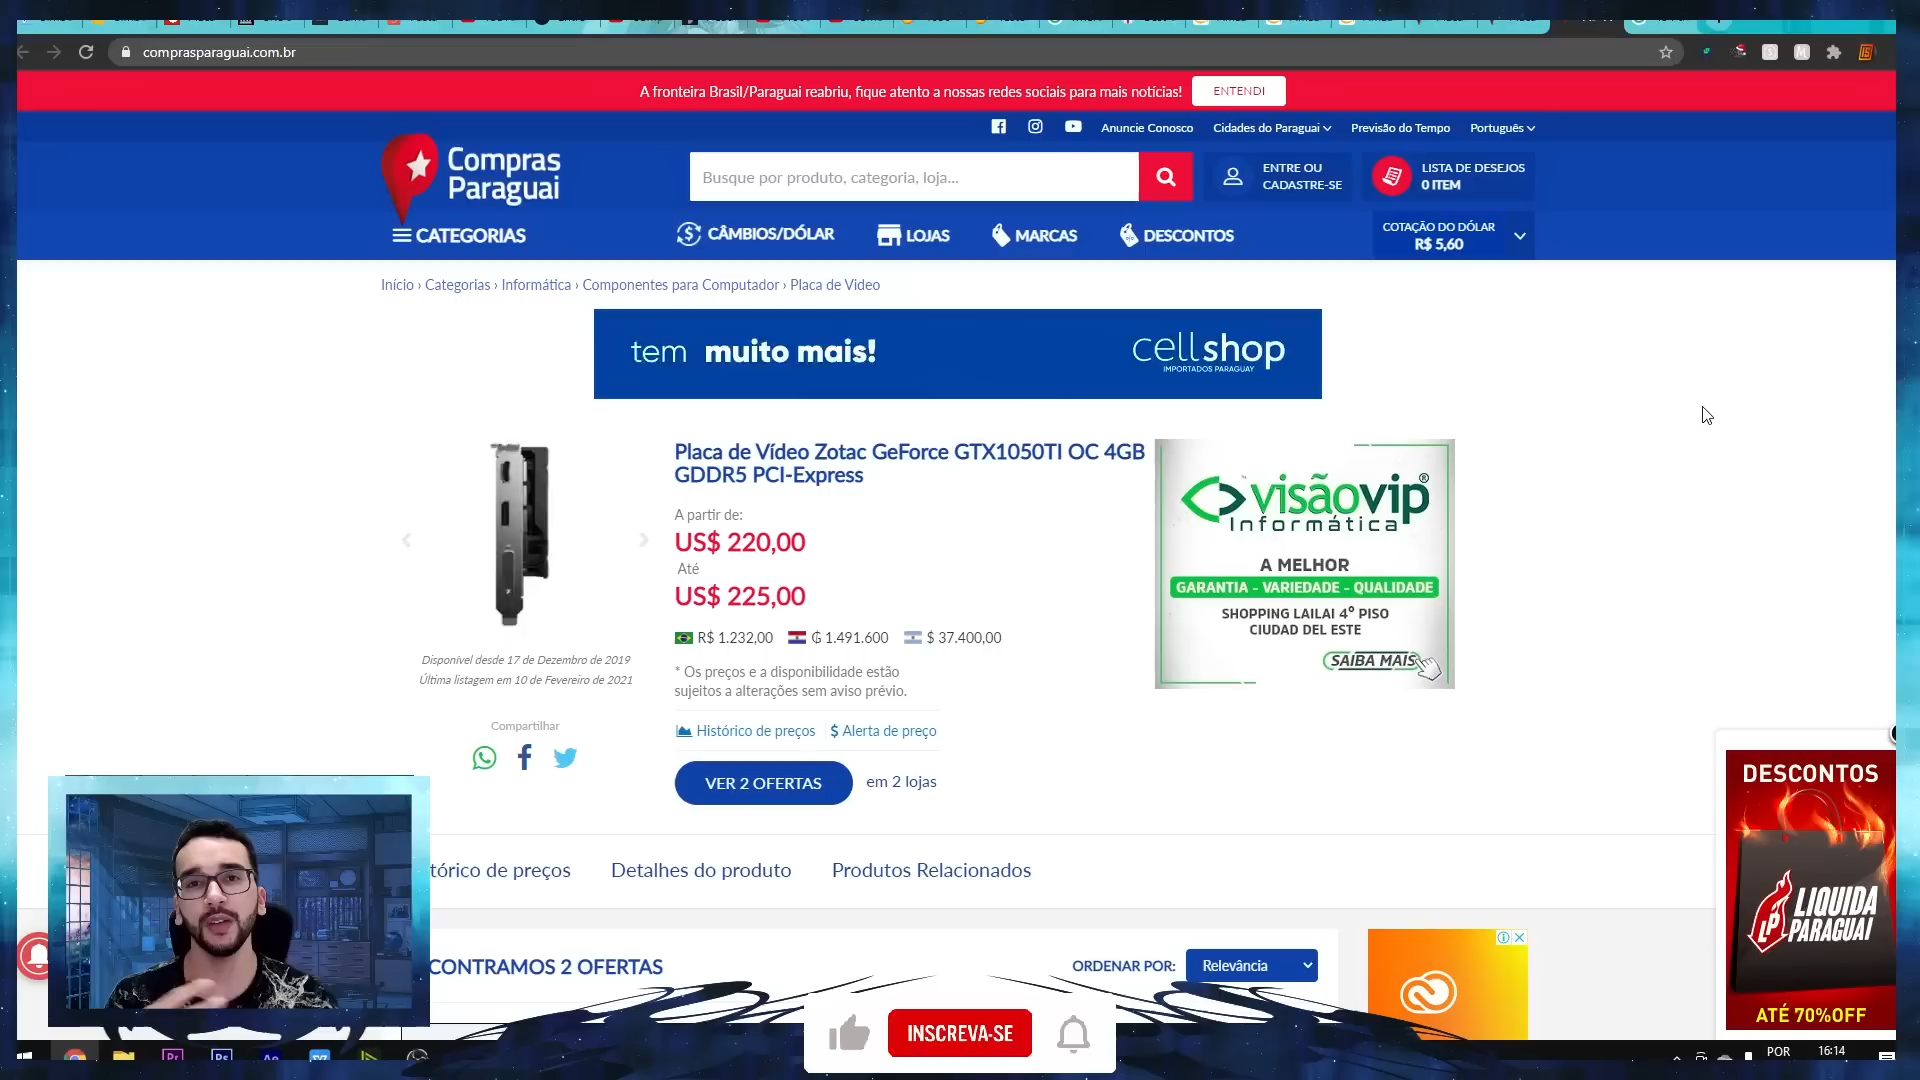 comprasparaguai.com.br
A fronteira Brasil/Paraguai reabriu, fique atento a nossas redes sociais para mais notícias!
ENTENDI
Anuncie Conosco
Cidades do Paraguai
Previsão do Tempo
Português
Compras
Paraguai
Busque por produto, categoria, loja...
ENTRE OU
CADASTRE-SE
LISTA DE DESEJOS
0 ITEM
CATEGORIAS
CÂMBIOS/DÓLAR
LOJAS
MARCAS
DESCONTOS
COTAÇÃO DO DÓLAR
R$ 5,60
Início › Categorias › Informática › Componentes para Computador › Placa de Video
tem muito mais!
cellshop
IMPORTADOS PARAGUAY
Placa de Vídeo Zotac GeForce GTX1050TI OC 4GB
GDDR5 PCI-Express
A partir de:
US$ 220,00
Até
US$ 225,00
R$ 1.232,00
₲ 1.491.600
$ 37.400,00
* Os preços e a disponibilidade estão
sujeitos a alterações sem aviso prévio.
Histórico de preços
$ Alerta de preço
VER 2 OFERTAS
em 2 lojas
Disponível desde 17 de Dezembro de 2019
Última listagem em 10 de Fevereiro de 2021
Compartilhar
visãovip®
Informática
A MELHOR
GARANTIA - VARIEDADE - QUALIDADE
SHOPPING LAILAI 4º PISO
CIUDAD DEL ESTE
SAIBA MAIS
DESCONTOS
LP LIQUIDA
PARAGUAI
ATÉ 70%OFF
tórico de preços
Detalhes do produto
Produtos Relacionados
CONTRAMOS 2 OFERTAS
ORDENAR POR:
Relevância
INSCREVA-SE
Pr
Ps
Ae
POR
16:14